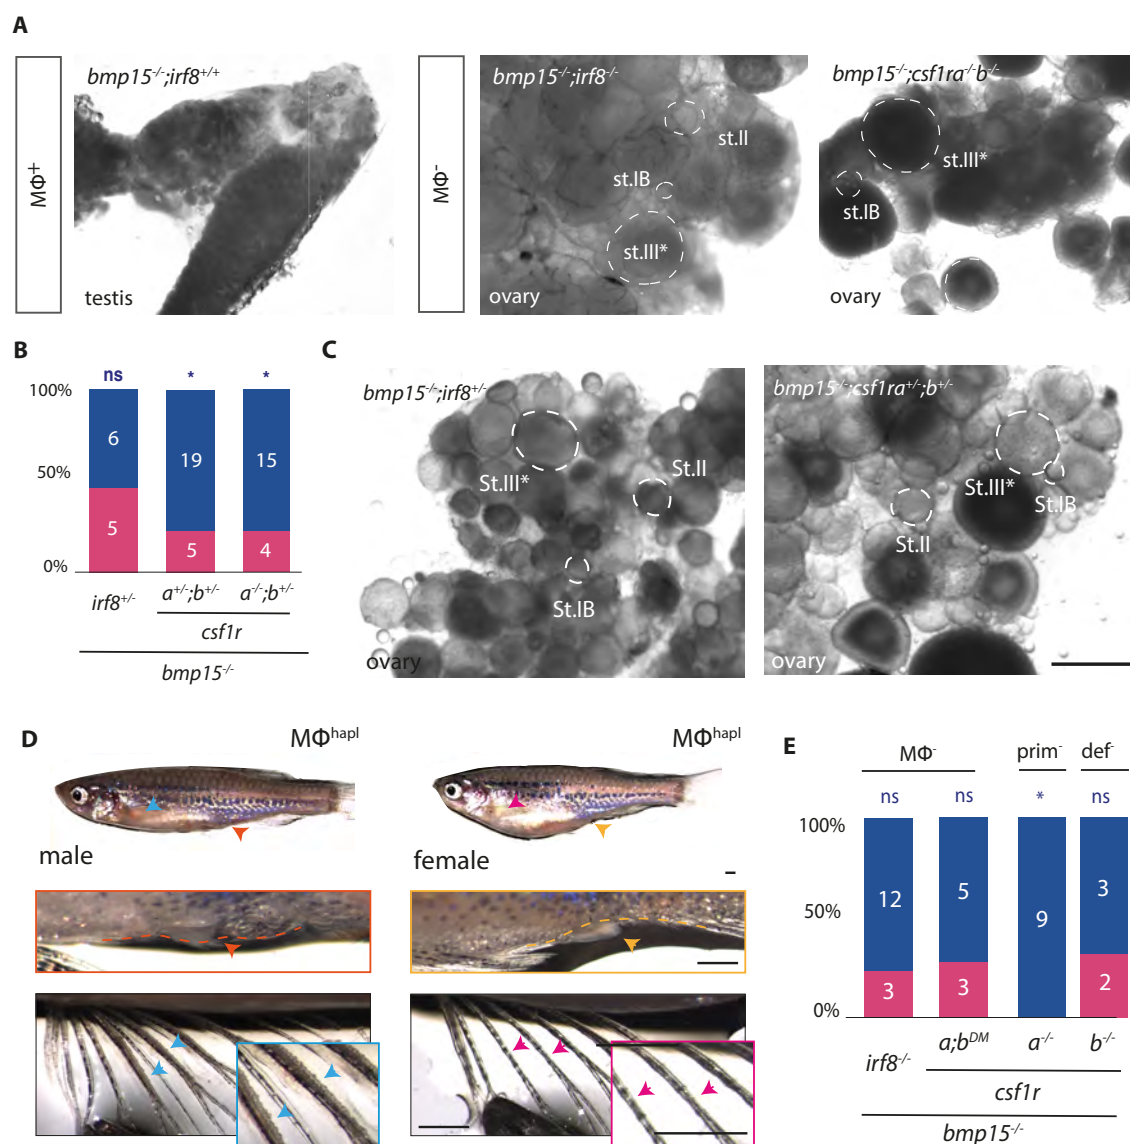 A
MΦ+
bmp15-/-;irf8+/+
testis
MΦ-
bmp15-/-;irf8-/-
st.II
st.IB
st.III*
ovary
bmp15-/-;csf1ra-/-b-/-
st.III*
st.IB
ovary
B
ns * *
100%
50%
0%
6 19 15
5 5 4
irf8+/- a+/-;b+/- a-/-;b+/-
csf1r
bmp15-/-
C
bmp15-/-;irf8+/-
St.III*
St.II
St.IB
ovary
bmp15-/-;csf1ra+/-;b+/-
St.III*
St.IB
St.II
ovary
D
MΦhapl
male
MΦhapl
female
E
MΦ- prim- def-
ns ns * ns
100%
50%
0%
12 5 9 3
3 3 2
irf8-/- a;bDM a-/- b-/-
csf1r
bmp15-/-